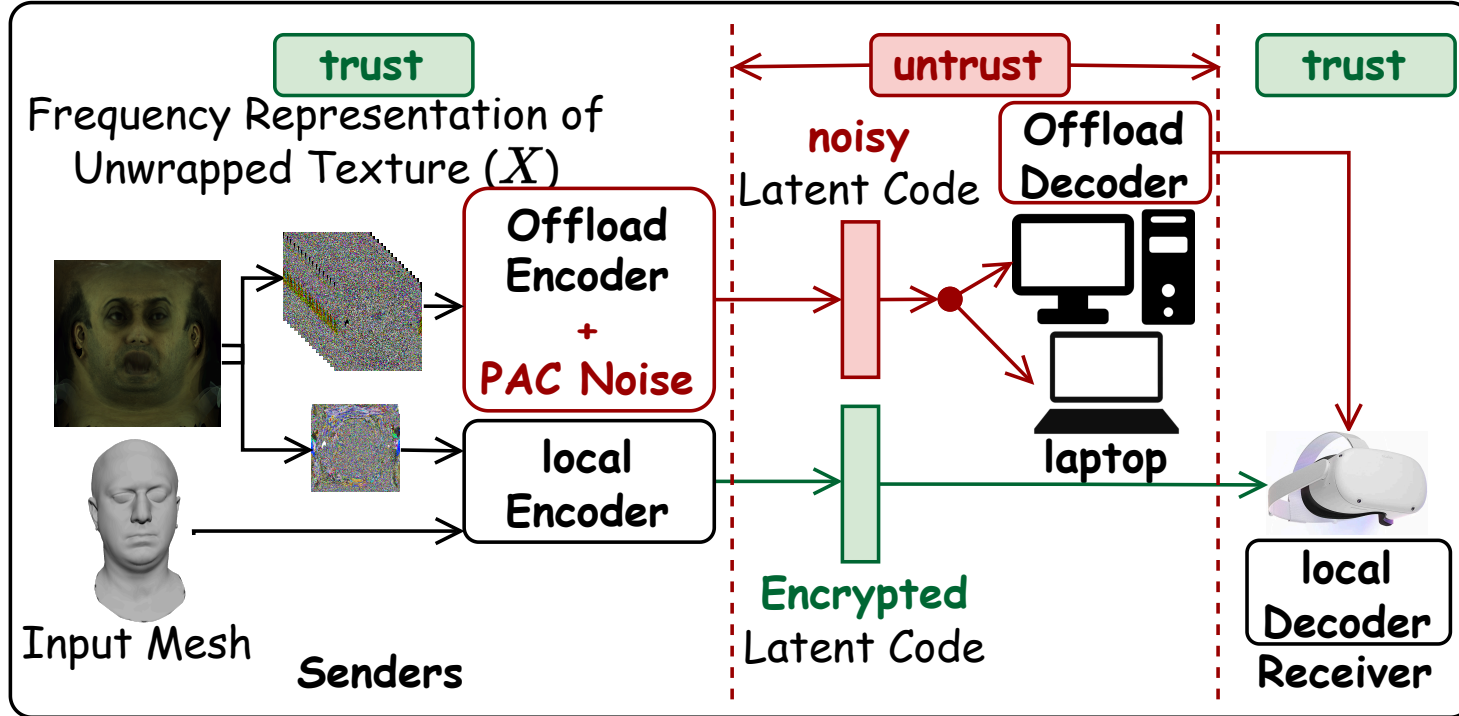 trust
untrust
trust
Frequency Representation of
Unwrapped Texture (X)
noisy
Latent Code
Offload
Decoder
Offload
Encoder
+
PAC Noise
laptop
local
Encoder
Encrypted
Latent Code
local
Decoder
Input Mesh
Senders
Receiver